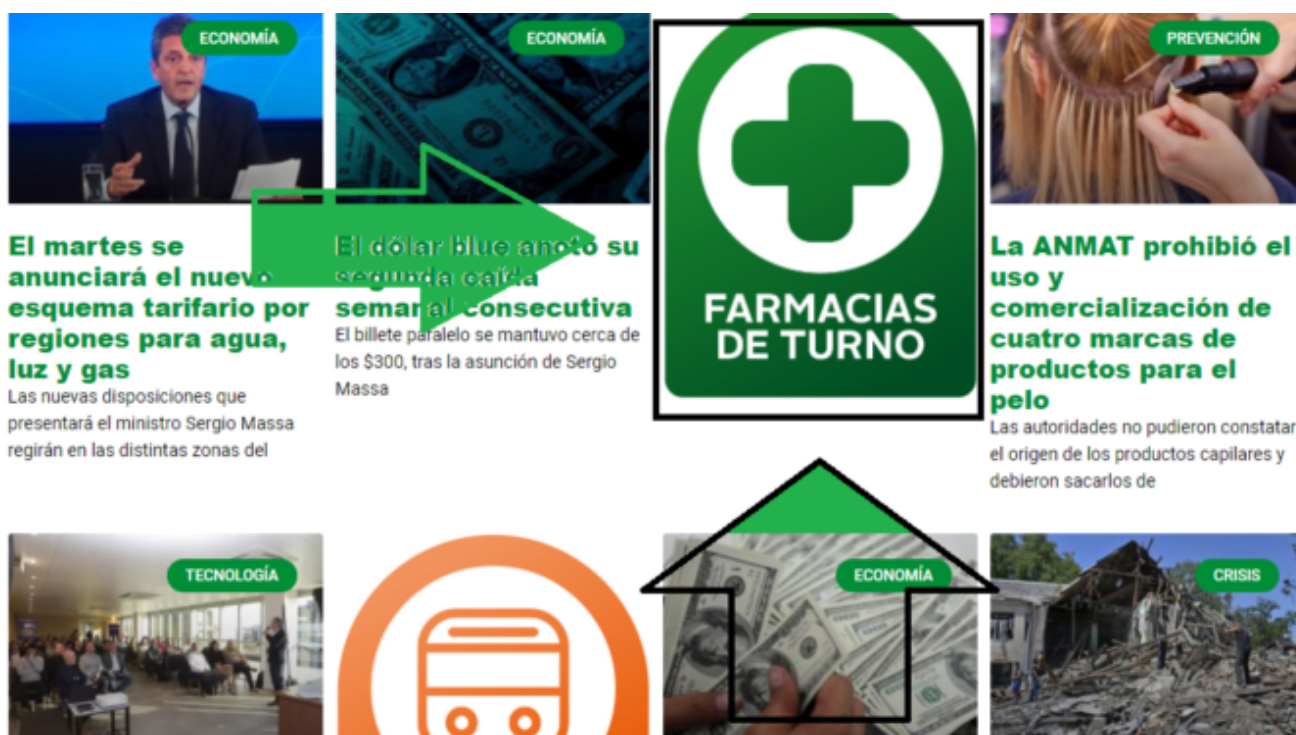 ECONOMÍA
ECONOMÍA
PREVENCIÓN
El martes se
anunciará el nuevo
esquema tarifario por
regiones para agua,
luz y gas
Las nuevas disposiciones que
presentará el ministro Sergio Massa
regirán en las distintas zonas del
El dólar blue anotó su
segunda caída
semanal consecutiva
El billete paralelo se mantuvo cerca de
los $300, tras la asunción de Sergio
Massa
FARMACIAS
DE TURNO
La ANMAT prohibió el
uso y
comercialización de
cuatro marcas de
productos para el
pelo
Las autoridades no pudieron constatar
el origen de los productos capilares y
debieron sacarlos de
TECNOLOGÍA
ECONOMÍA
CRISIS